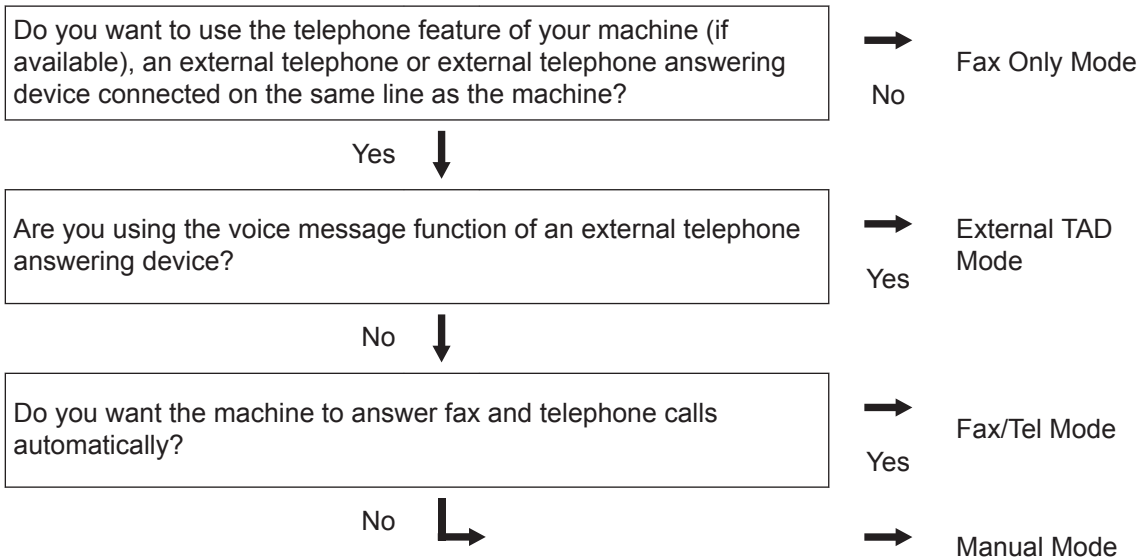 Do you want to use the telephone feature of your machine (if
available), an external telephone or external telephone answering
device connected on the same line as the machine?
No
Fax Only Mode
Yes
Are you using the voice message function of an external telephone
answering device?
Yes
External TAD
Mode
No
Do you want the machine to answer fax and telephone calls
automatically?
Yes
Fax/Tel Mode
No
Manual Mode